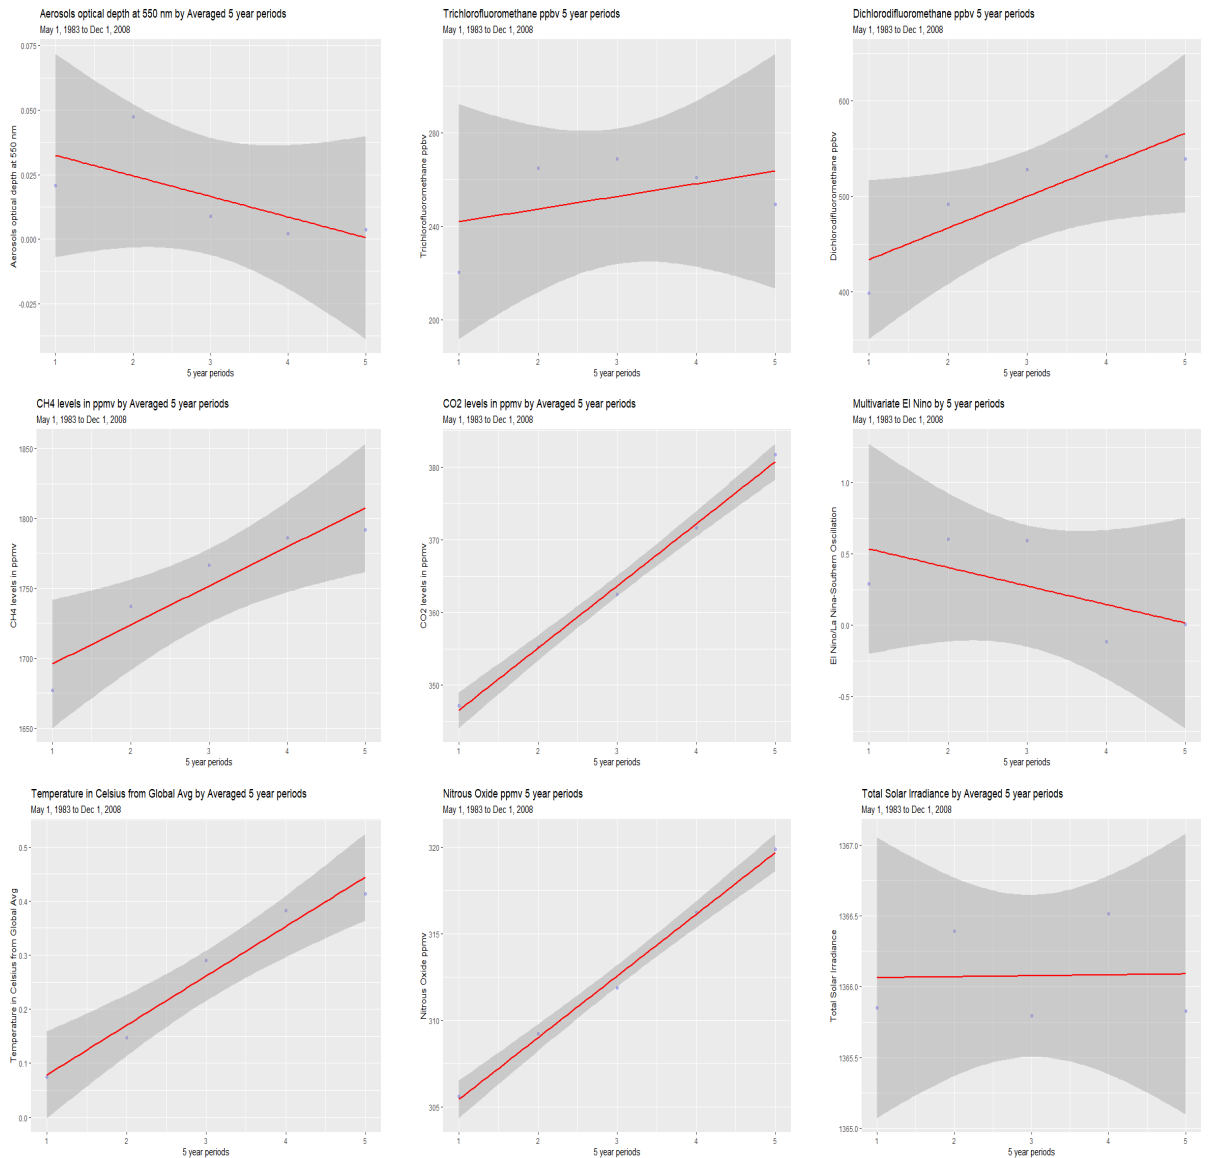 Aerosols optical depth at 550 nm by Averaged 5 year periods
May 1, 1983 to Dec 1, 2008
0.075
0.050
0.025
0.000
-0.025
Aerosols optical depth at 550 nm
1 2 3 4 5
5 year periods
Trichlorofluoromethane ppbv 5 year periods
May 1, 1983 to Dec 1, 2008
280
240
200
Trichlorofluoromethane ppbv
1 2 3 4 5
5 year periods
Dichlorodifluoromethane ppbv 5 year periods
May 1, 1983 to Dec 1, 2008
600
500
400
Dichlorodifluoromethane ppbv
1 2 3 4 5
5 year periods
CH4 levels in ppmv by Averaged 5 year periods
May 1, 1983 to Dec 1, 2008
1850
1800
1750
1700
1650
CH4 levels in ppmv
1 2 3 4 5
5 year periods
CO2 levels in ppmv by Averaged 5 year periods
May 1, 1983 to Dec 1, 2008
380
370
360
350
CO2 levels in ppmv
1 2 3 4 5
5 year periods
Multivariate El Nino by 5 year periods
May 1, 1983 to Dec 1, 2008
1.0
0.5
0.0
-0.5
El Nino/La Nina-Southern Oscillation
1 2 3 4 5
5 year periods
Temperature in Celsius from Global Avg by Averaged 5 year periods
May 1, 1983 to Dec 1, 2008
0.5
0.4
0.3
0.2
0.1
0.0
Temperature in Celsius from Global Avg
1 2 3 4 5
5 year periods
Nitrous Oxide ppmv 5 year periods
May 1, 1983 to Dec 1, 2008
320
315
310
305
Nitrous Oxide ppmv
1 2 3 4 5
5 year periods
Total Solar Irradiance by Averaged 5 year periods
May 1, 1983 to Dec 1, 2008
1367.0
1366.5
1366.0
1365.5
1365.0
Total Solar Irradiance
1 2 3 4 5
5 year periods